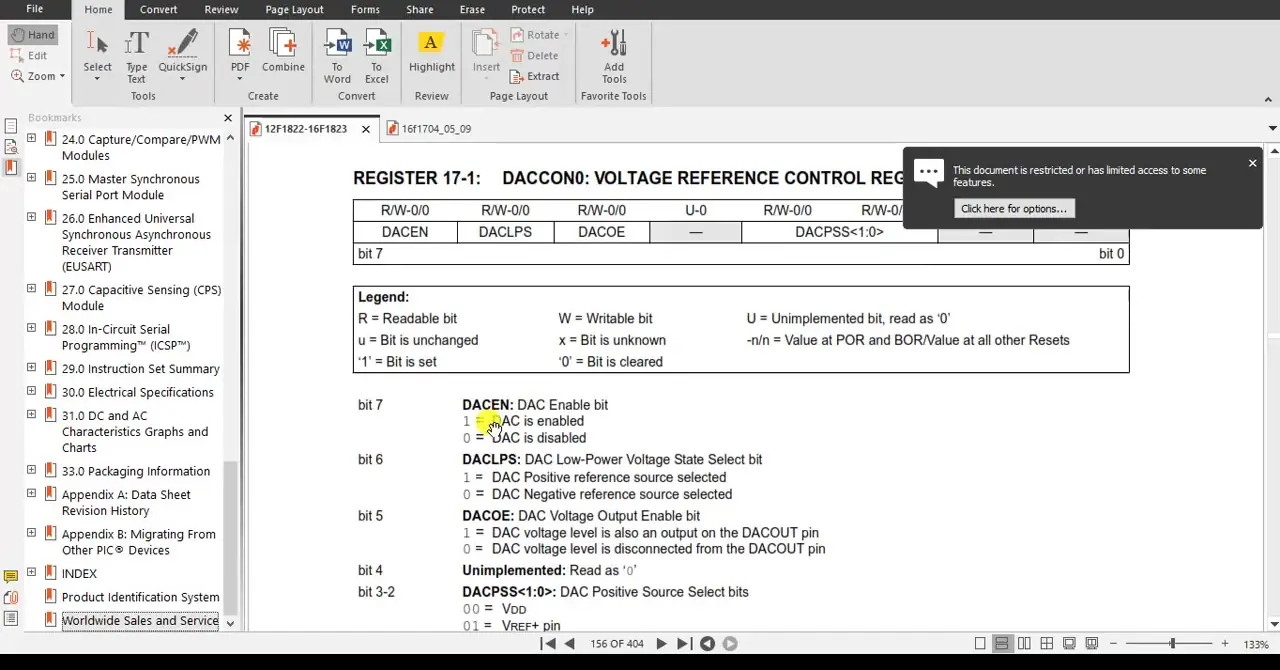 File Home Convert Review Page Layout Forms Share Erase Protect Help
Hand
Edit
Zoom
Select
Type Text
QuickSign
Tools
PDF
Combine
Create
To Word
To Excel
Convert
Highlight
Review
Insert
Rotate
Delete
Extract
Page Layout
Add Tools
Favorite Tools
Bookmarks
24.0 Capture/Compare/PWM
Modules
25.0 Master Synchronous
Serial Port Module
26.0 Enhanced Universal
Synchronous Asynchronous
Receiver Transmitter
(EUSART)
27.0 Capacitive Sensing (CPS)
Module
28.0 In-Circuit Serial
Programming™ (ICSP™)
29.0 Instruction Set Summary
30.0 Electrical Specifications
31.0 DC and AC
Characteristics Graphs and
Charts
33.0 Packaging Information
Appendix A: Data Sheet
Revision History
Appendix B: Migrating From
Other PIC® Devices
INDEX
Product Identification System
Worldwide Sales and Service
12F1822-16F1823
16f1704_05_09
This document is restricted or has limited access to some
features.
Click here for options...
REGISTER 17-1: DACCON0: VOLTAGE REFERENCE CONTROL REG
R/W-0/0 R/W-0/0 R/W-0/0 U-0 R/W-0/0 R/W-0/
DACEN DACLPS DACOE — DACPSS<1:0> — —
bit 7 bit 0
Legend:
R = Readable bit W = Writable bit U = Unimplemented bit, read as ‘0’
u = Bit is unchanged x = Bit is unknown -n/n = Value at POR and BOR/Value at all other Resets
‘1’ = Bit is set ‘0’ = Bit is cleared
bit 7 DACEN: DAC Enable bit
1 = DAC is enabled
0 = DAC is disabled
bit 6 DACLPS: DAC Low-Power Voltage State Select bit
1 = DAC Positive reference source selected
0 = DAC Negative reference source selected
bit 5 DACOE: DAC Voltage Output Enable bit
1 = DAC voltage level is also an output on the DACOUT pin
0 = DAC voltage level is disconnected from the DACOUT pin
bit 4 Unimplemented: Read as ‘0’
bit 3-2 DACPSS<1:0>: DAC Positive Source Select bits
00 = VDD
01 = VREF+ pin
156 OF 404
133%